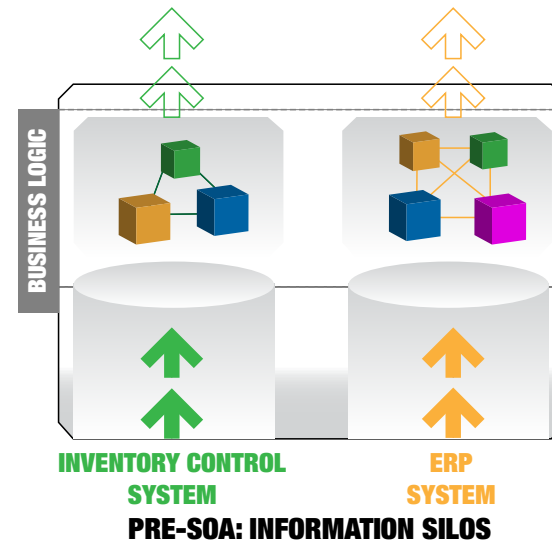 BUSINESS LOGIC
INVENTORY CONTROL
SYSTEM
ERP
SYSTEM
PRE-SOA: INFORMATION SILOS